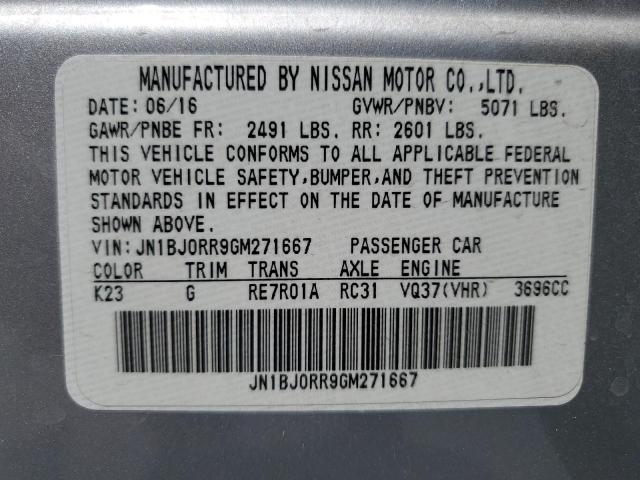 MANUFACTURED BY NISSAN MOTOR CO.,LTD.
DATE: 06/16 GVWR/PNBV: 5071 LBS.
GAWR/PNBE FR: 2491 LBS. RR: 2601 LBS.
THIS VEHICLE CONFORMS TO ALL APPLICABLE FEDERAL
MOTOR VEHICLE SAFETY,BUMPER,AND THEFT PREVENTION
STANDARDS IN EFFECT ON THE DATE OF MANUFACTURE
SHOWN ABOVE.
VIN:JN1BJ0RR9GM271667 PASSENGER CAR
COLOR TRIM TRANS AXLE ENGINE
K23 G RE7R01A RC31 VQ37(VHR) 3696CC
JN1BJ0RR9GM271667